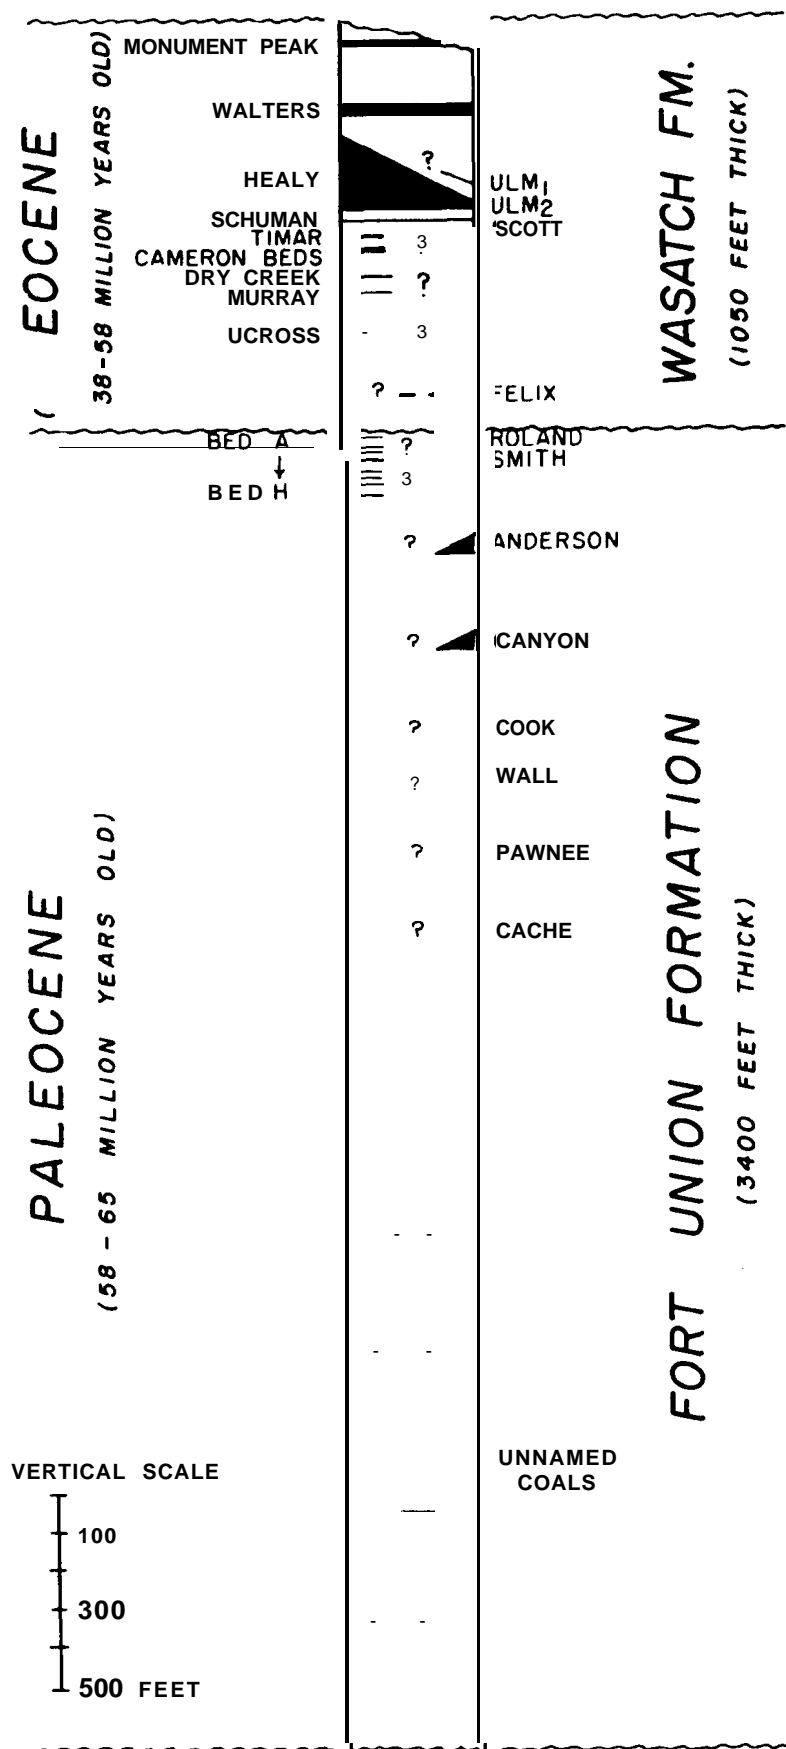 MONUMENT PEAK
WALTERS
HEALY
SCHUMAN
TIMAR
CAMERON BEDS
DRY CREEK
MURRAY
UCROSS
BED A
BED H
?
3
?
3
?
?
3
?
?
?
?
?
?
ULM1
ULM2
SCOTT
FELIX
ROLAND
SMITH
ANDERSON
CANYON
COOK
WALL
PAWNEE
CACHE
UNNAMED
COALS
EOCENE
( 38-58 MILLION YEARS OLD)
PALEOCENE
(58-65 MILLION YEARS OLD)
WASATCH FM.
(1050 FEET THICK)
FORT UNION FORMATION
(3400 FEET THICK)
VERTICAL SCALE
100
300
500 FEET